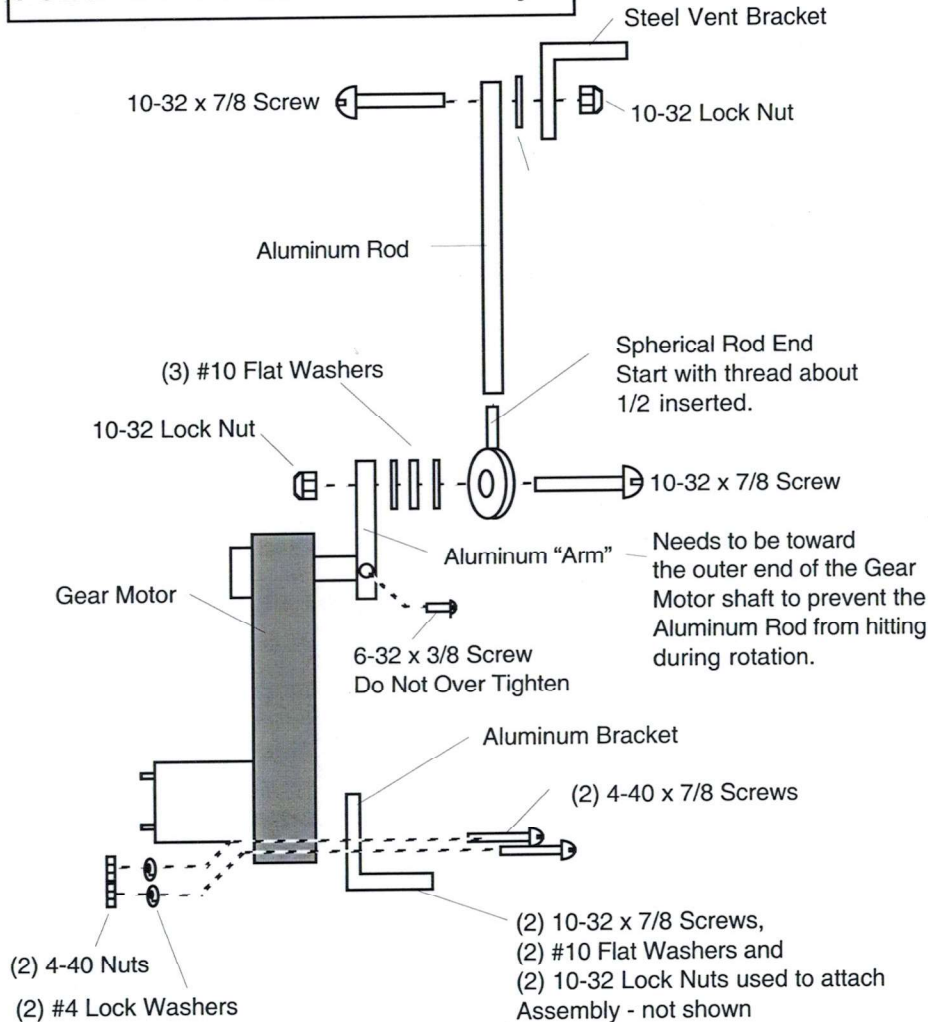 Steel Vent Bracket
10-32 x 7/8 Screw
10-32 Lock Nut
Aluminum Rod
Spherical Rod End
Start with thread about
1/2 inserted.
(3) #10 Flat Washers
10-32 Lock Nut
10-32 x 7/8 Screw
Aluminum “Arm”
Needs to be toward
the outer end of the Gear
Motor shaft to prevent the
Aluminum Rod from hitting
during rotation.
Gear Motor
6-32 x 3/8 Screw
Do Not Over Tighten
Aluminum Bracket
(2) 4-40 x 7/8 Screws
(2) 10-32 x 7/8 Screws,
(2) #10 Flat Washers and
(2) 10-32 Lock Nuts used to attach
Assembly - not shown
(2) 4-40 Nuts
(2) #4 Lock Washers